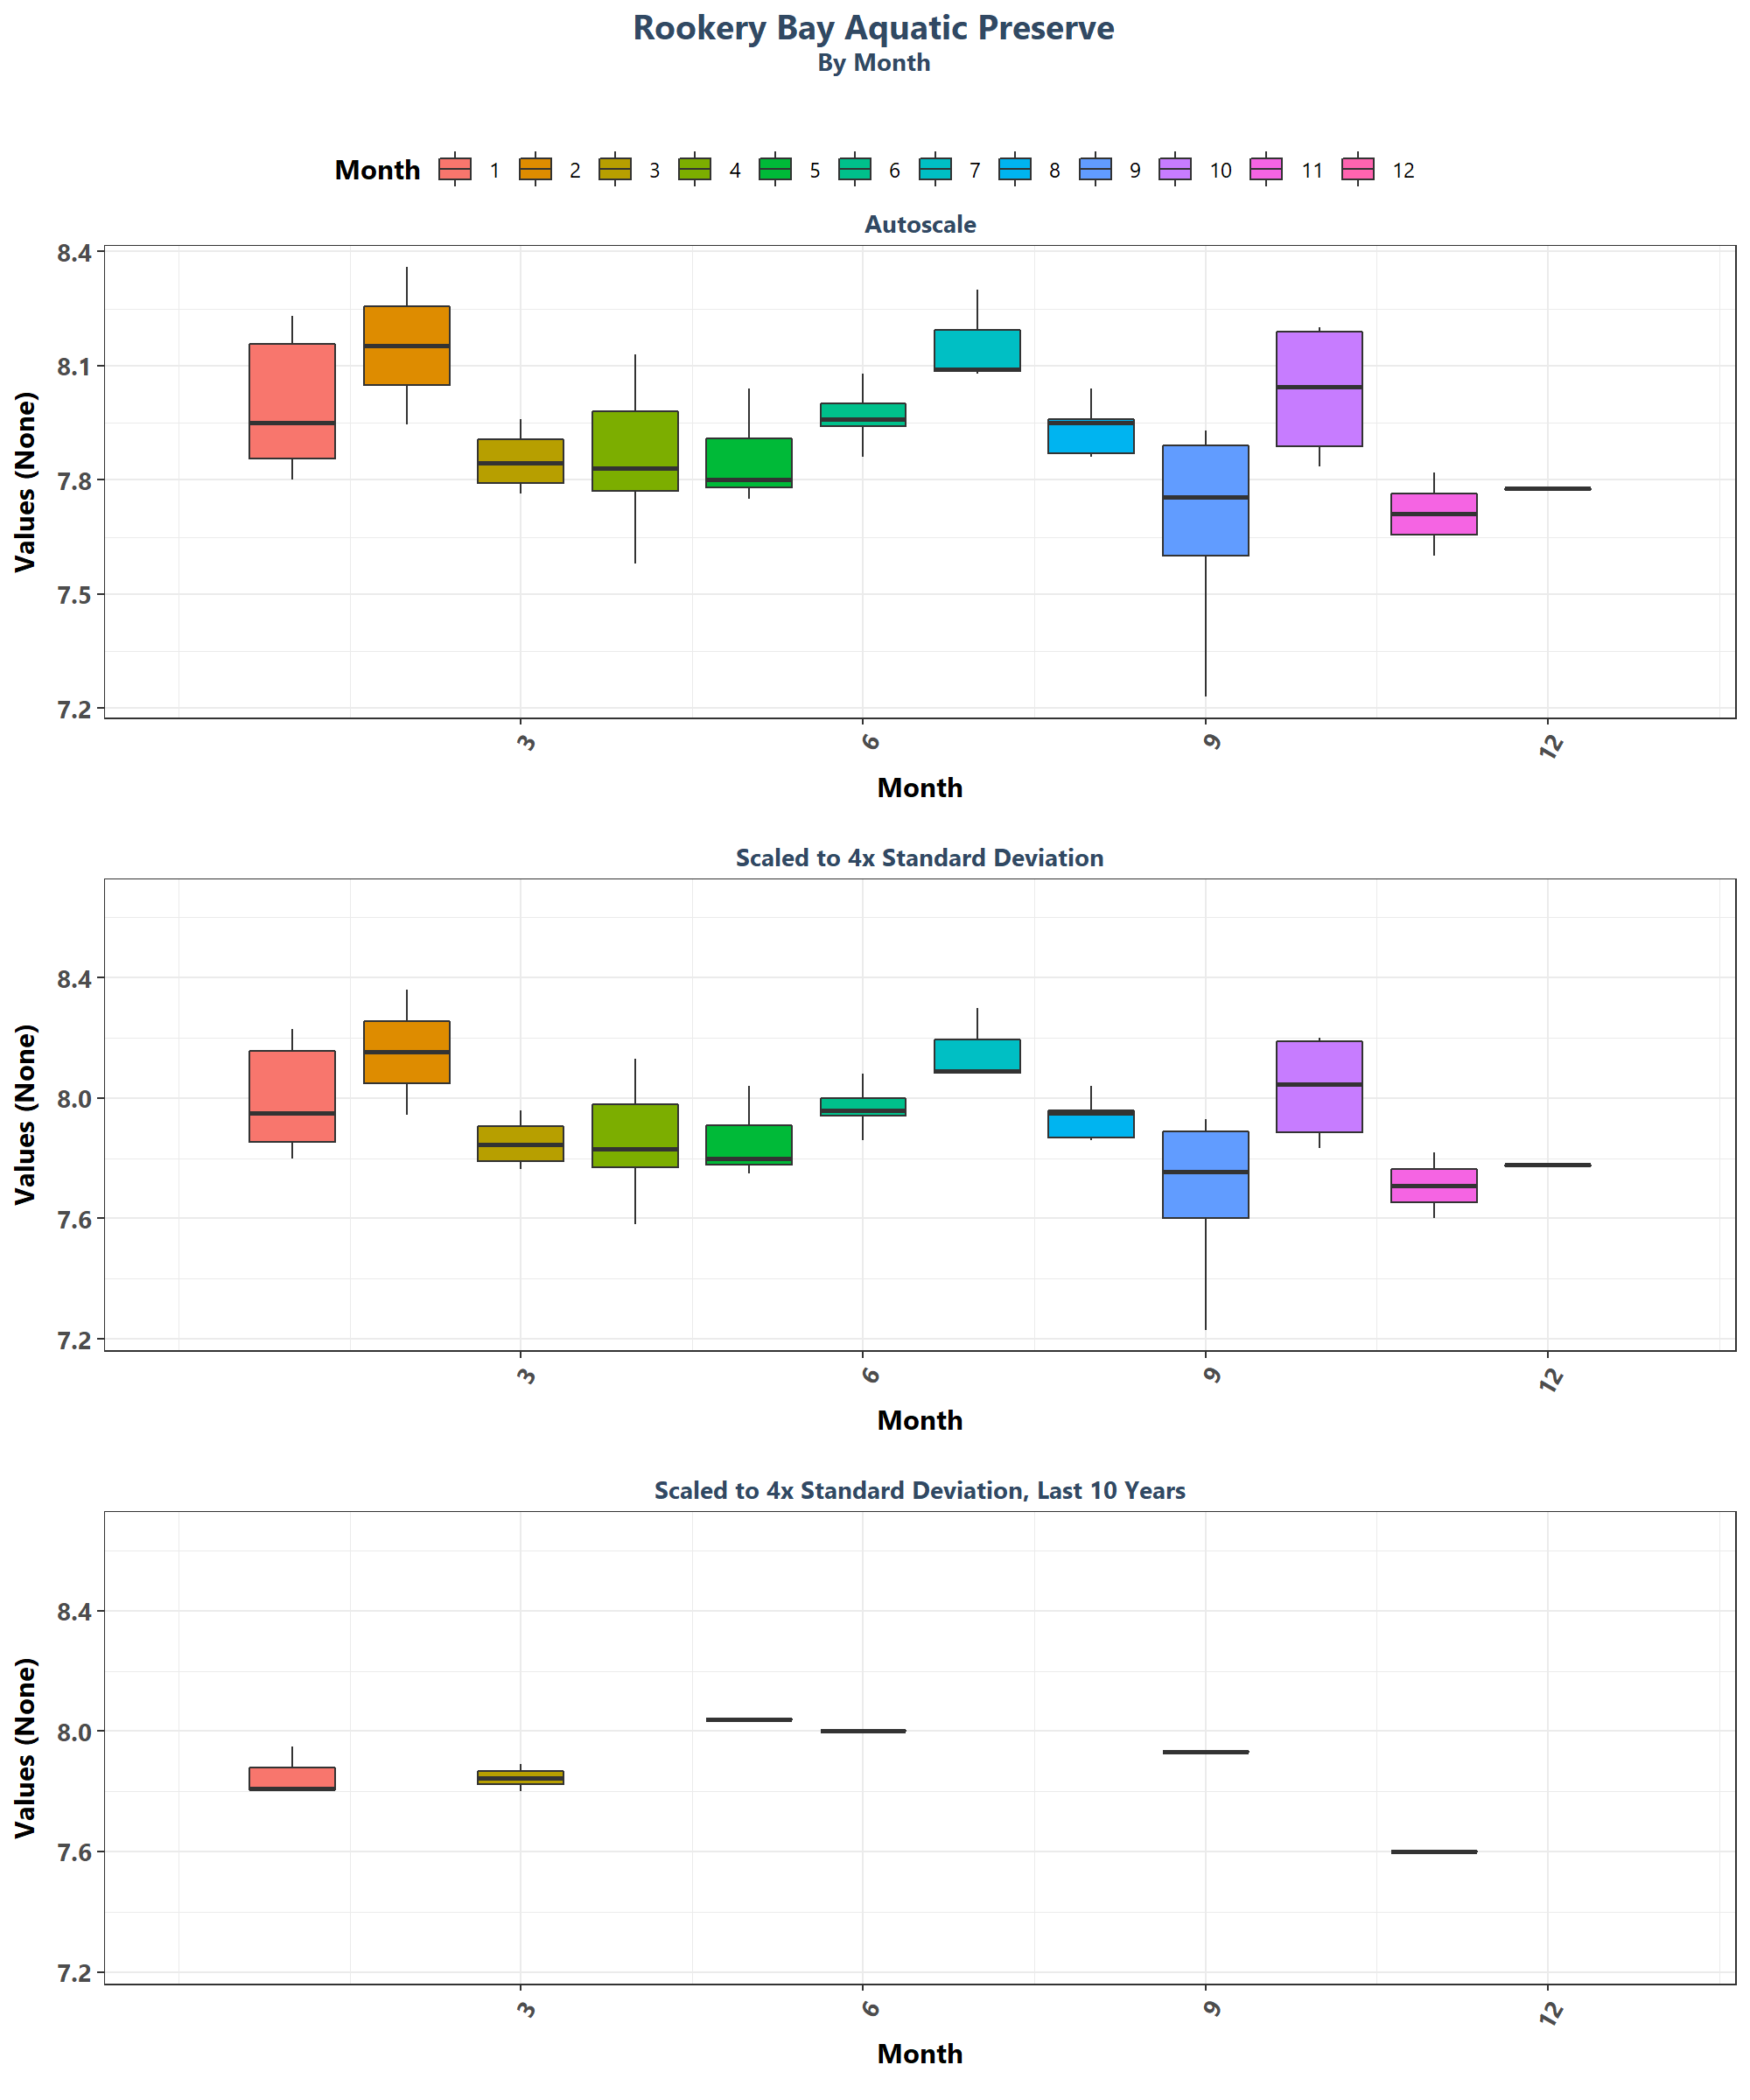 Rookery Bay Aquatic Preserve
By Month
Month 1 2 3 4 5 6 7 8 9 10 11 12
Autoscale
Values (None)
8.4
8.1
7.8
7.5
7.2
3 6 9 12
Month
Scaled to 4x Standard Deviation
Values (None)
8.4
8.0
7.6
7.2
3 6 9 12
Month
Scaled to 4x Standard Deviation, Last 10 Years
Values (None)
8.4
8.0
7.6
7.2
3 6 9 12
Month